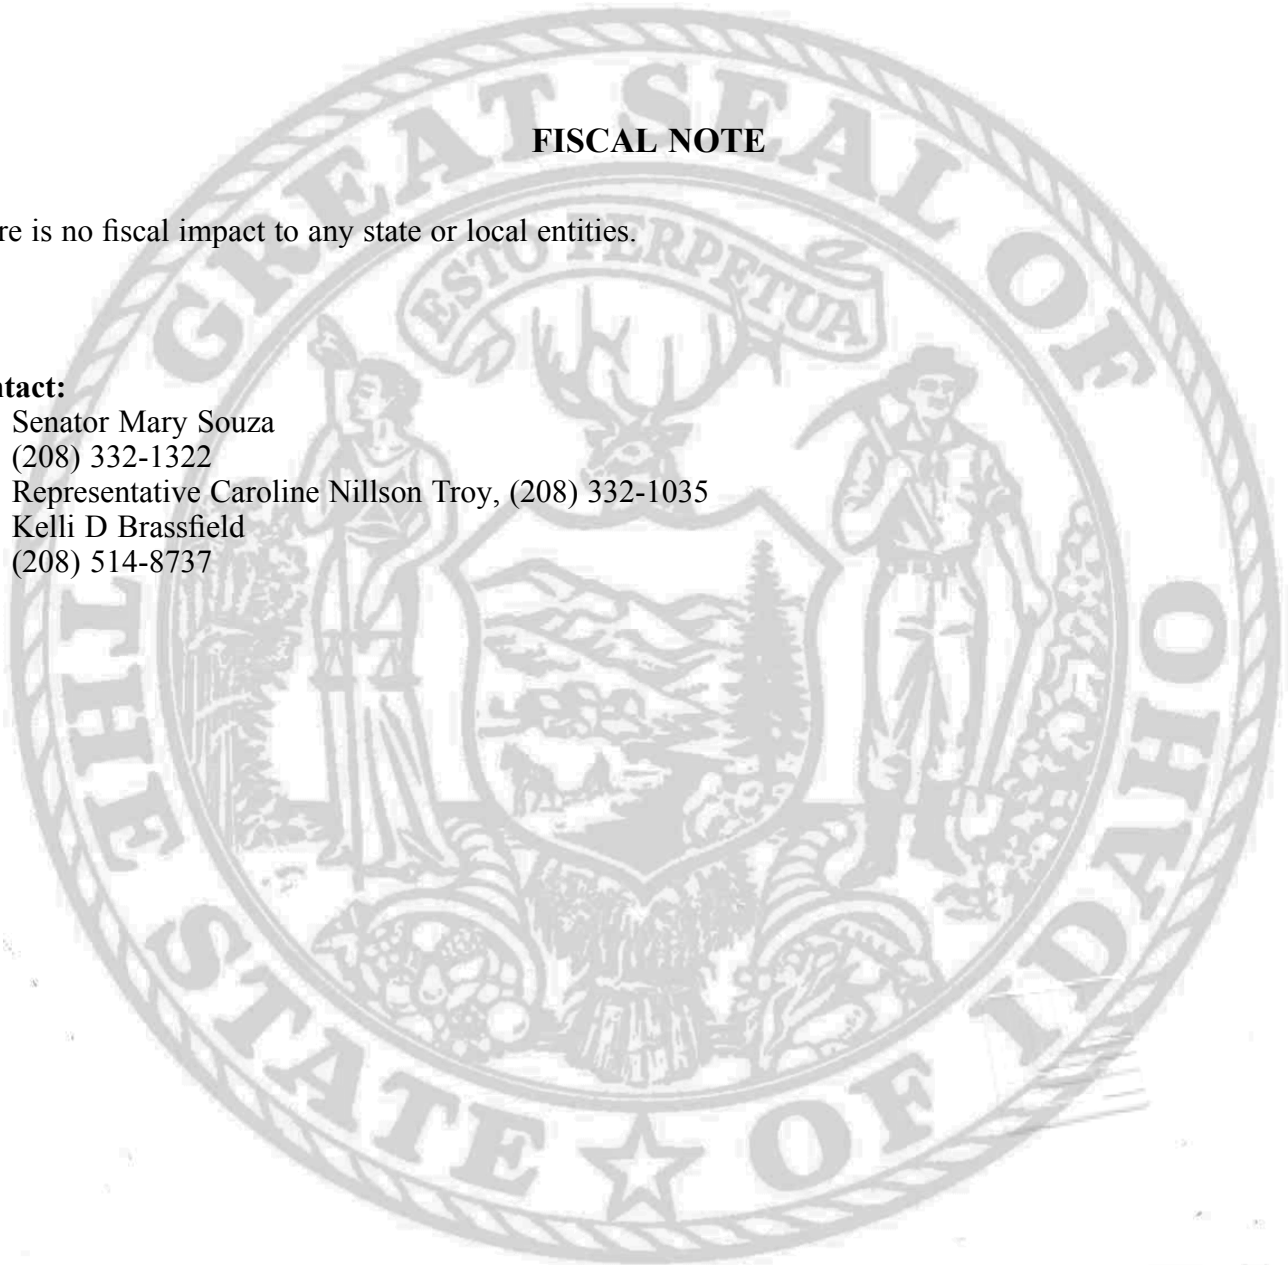 FISCAL NOTE
re is no fiscal impact to any state or local entities.
ntact:
Senator Mary Souza
(208) 332-1322
Representative Caroline Nillson Troy, (208) 332-1035
Kelli D Brassfield
(208) 514-8737
GREAT SEAL OF
THE STATE OF IDAHO
ESTO PERPETUA